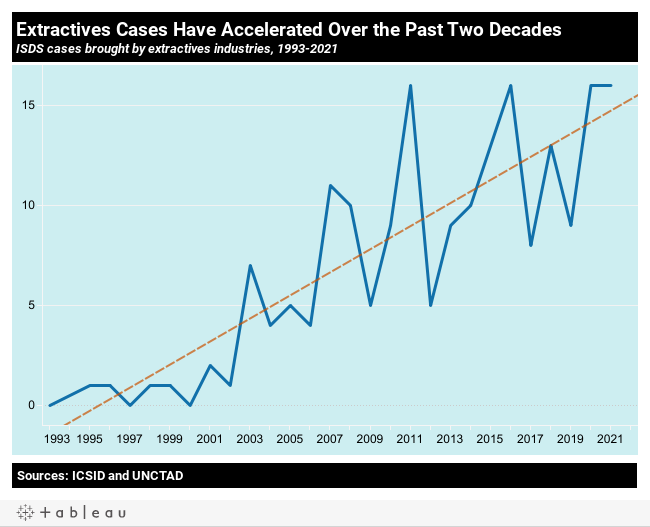 Extractives Cases Have Accelerated Over the Past Two Decades
ISDS cases brought by extractives industries, 1993-2021
15
10
5
0
1993 1995 1997 1999 2001 2003 2005 2007 2009 2011 2013 2015 2017 2019 2021
Sources: ICSID and UNCTAD
+ a b l e a u